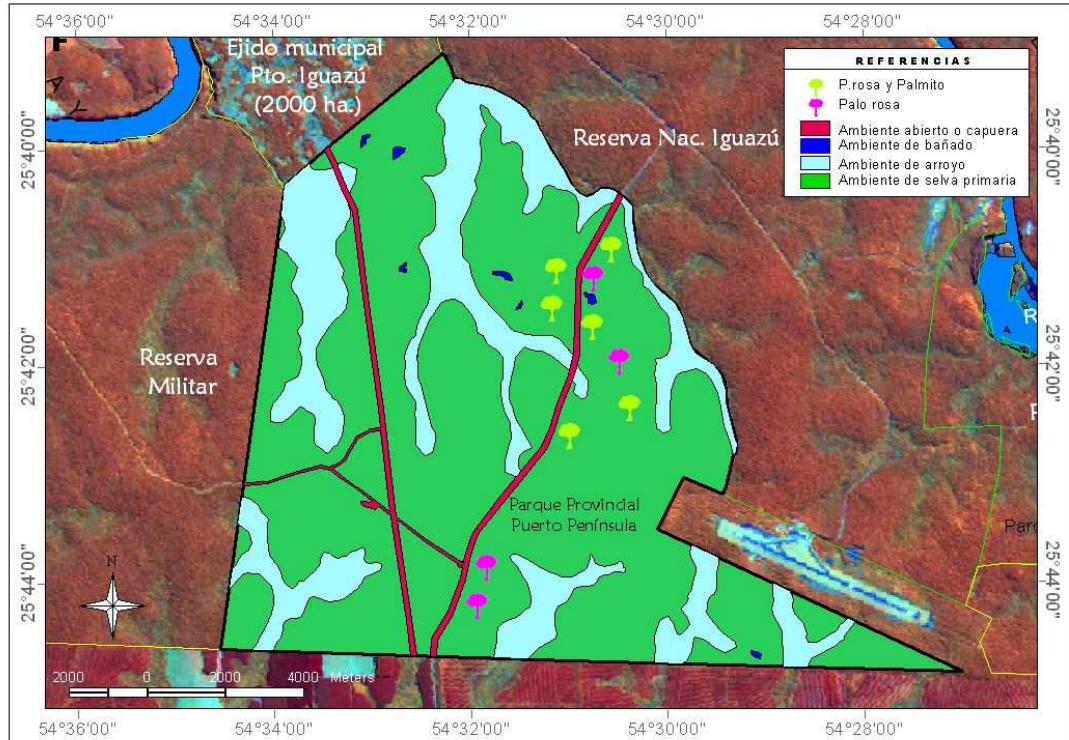 54°36'00" 54°34'00" 54°32'00" 54°30'00" 54°28'00"
Ejido municipal
Pto. Iguazú
(2000 ha.)
REFERENCIAS
P.rosa y Palmito
Palo rosa
Ambiente abierto o capuera
Ambiente de bañado
Ambiente de arroyo
Ambiente de selva primaria
Reserva Nac. Iguazú
25°40'00"
25°40'00"
Reserva
Militar
25°42'00"
25°42'00"
Parque Provincial
Puerto Península
25°44'00"
25°44'00"
N
2000 0 2000 4000 Meters
54°36'00" 54°34'00" 54°32'00" 54°30'00" 54°28'00"